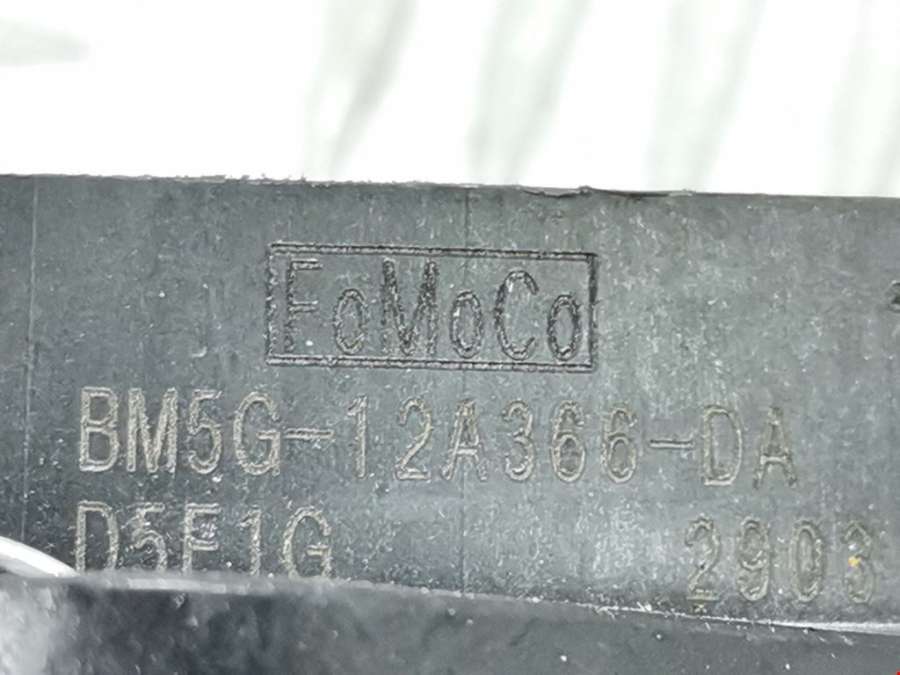 FoMoCo
BM5G-12A366-DA
D5F1G 2903